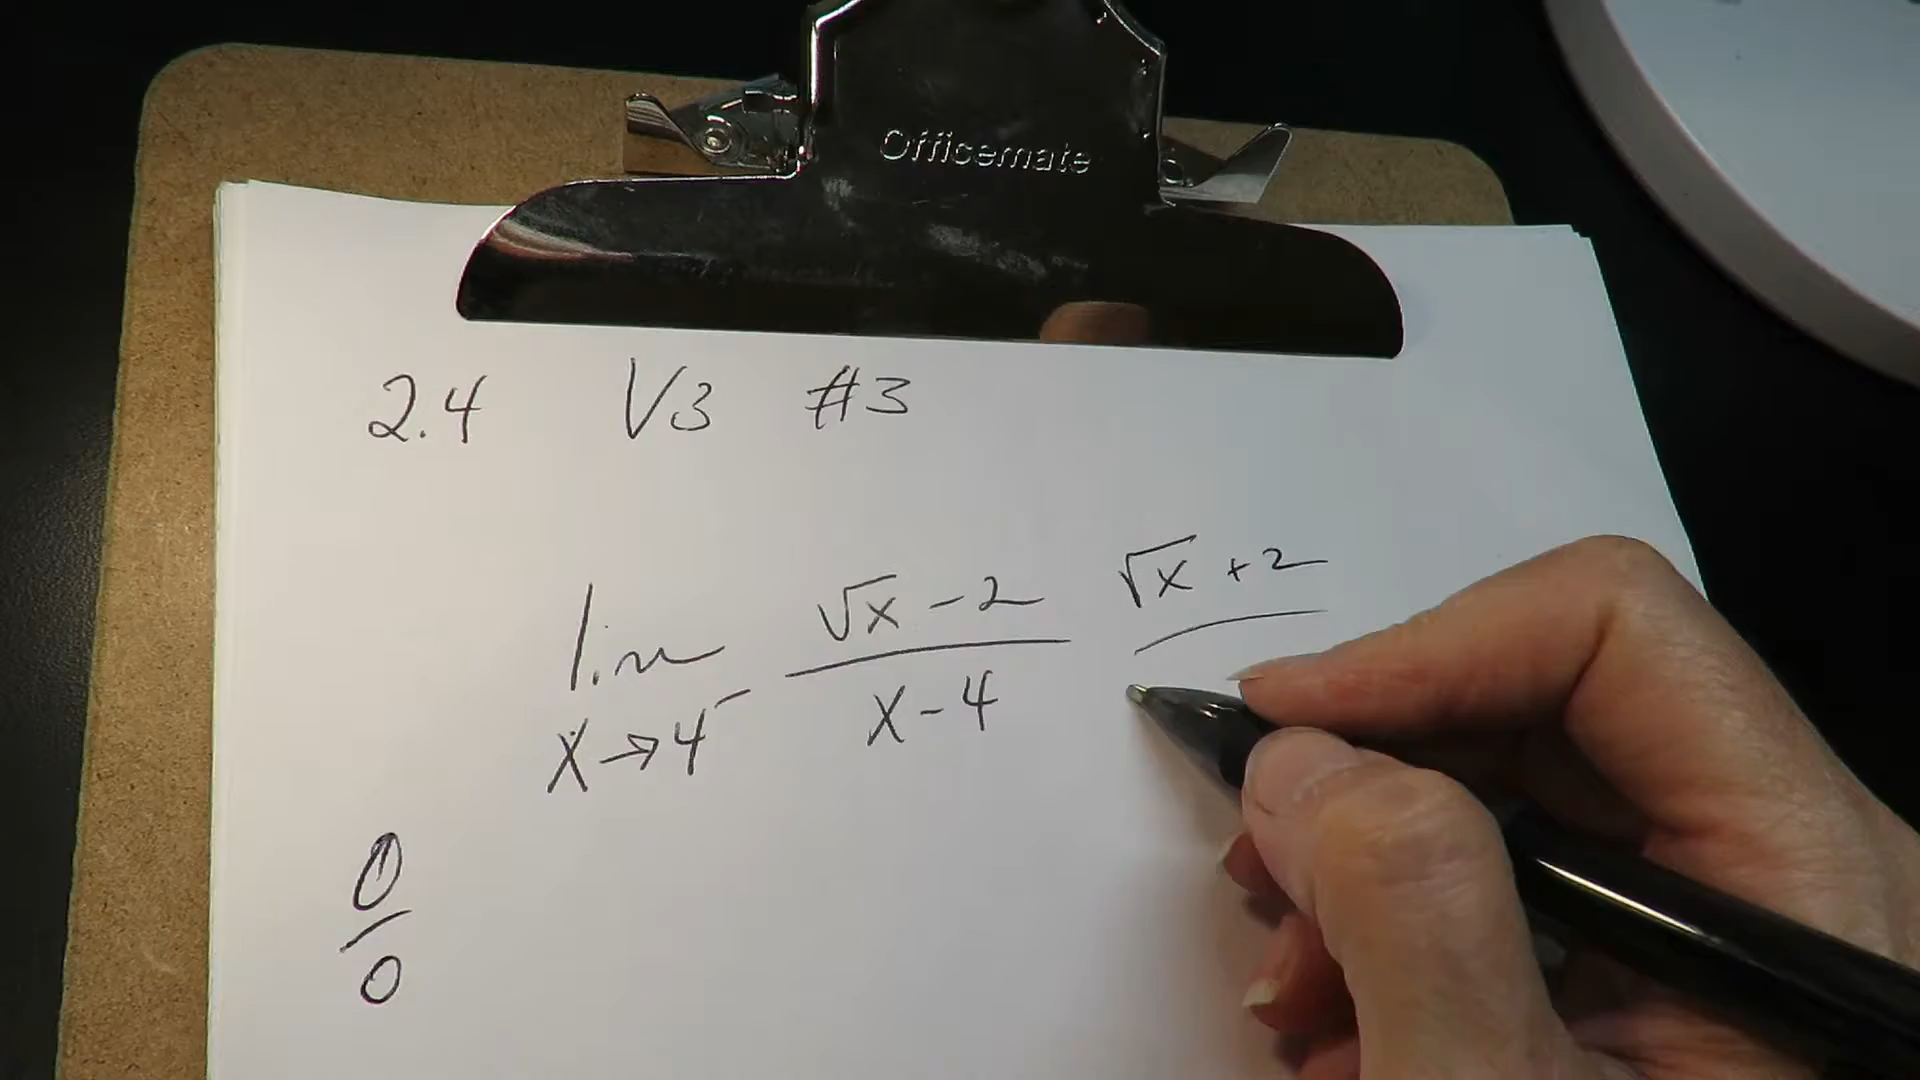 Officemate
2.4 V3 #3
lim x→4⁻ (√x - 2)/(x - 4) (√x + 2)/
0/0